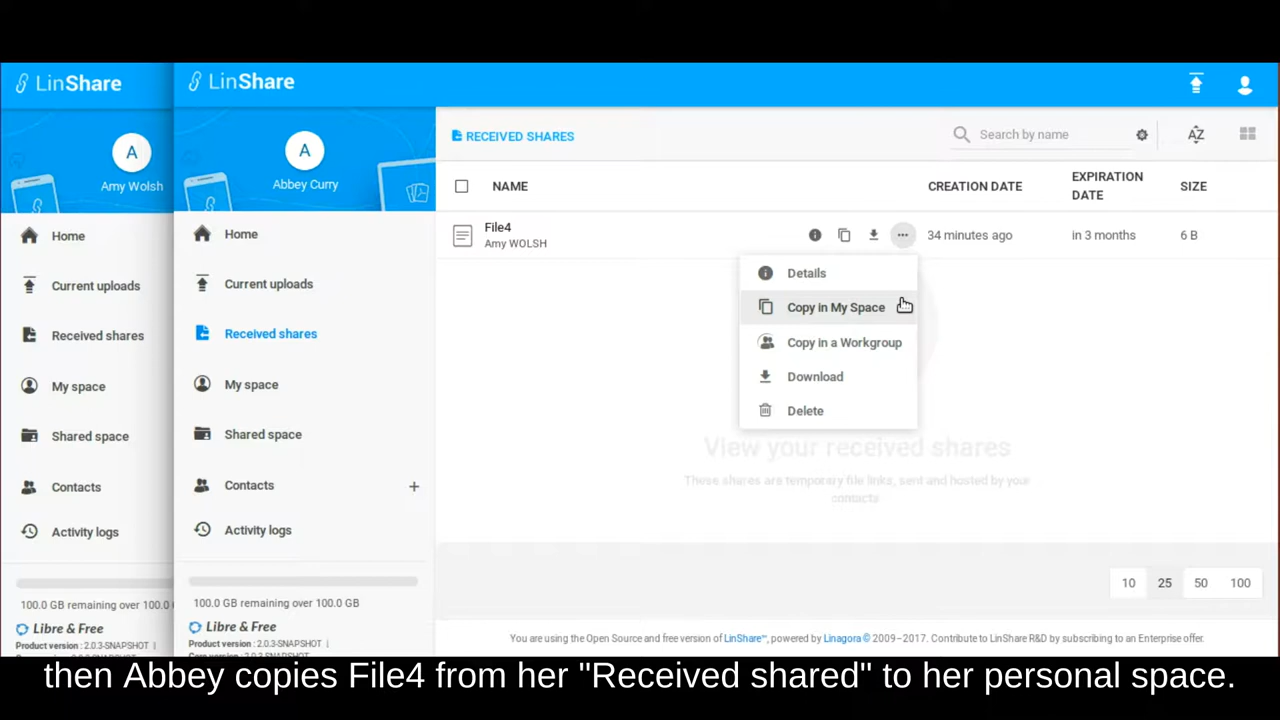 LinShare
A
Amy Wolsh
Home
Current uploads
Received shares
My space
Shared space
Contacts
Activity logs
100.0 GB remaining over 100.0
Libre & Free
Product version : 2.0.3-SNAPSHOT |
LinShare
A
Abbey Curry
Home
Current uploads
Received shares
My space
Shared space
Contacts +
Activity logs
100.0 GB remaining over 100.0 GB
Libre & Free
Product version : 2.0.3-SNAPSHOT |
RECEIVED SHARES
Search by name
AZ
NAME
CREATION DATE
EXPIRATION
DATE
SIZE
File4
Amy WOLSH
34 minutes ago
in 3 months
6 B
Details
Copy in My Space
Copy in a Workgroup
Download
Delete
View your received shares
These shares are temporary file links, sent and hosted by your
contacts
10 25 50 100
You are using the Open Source and free version of LinShare™, powered by Linagora © 2009–2017. Contribute to LinShare R&D by subscribing to an Enterprise offer.
then Abbey copies File4 from her "Received shared" to her personal space.